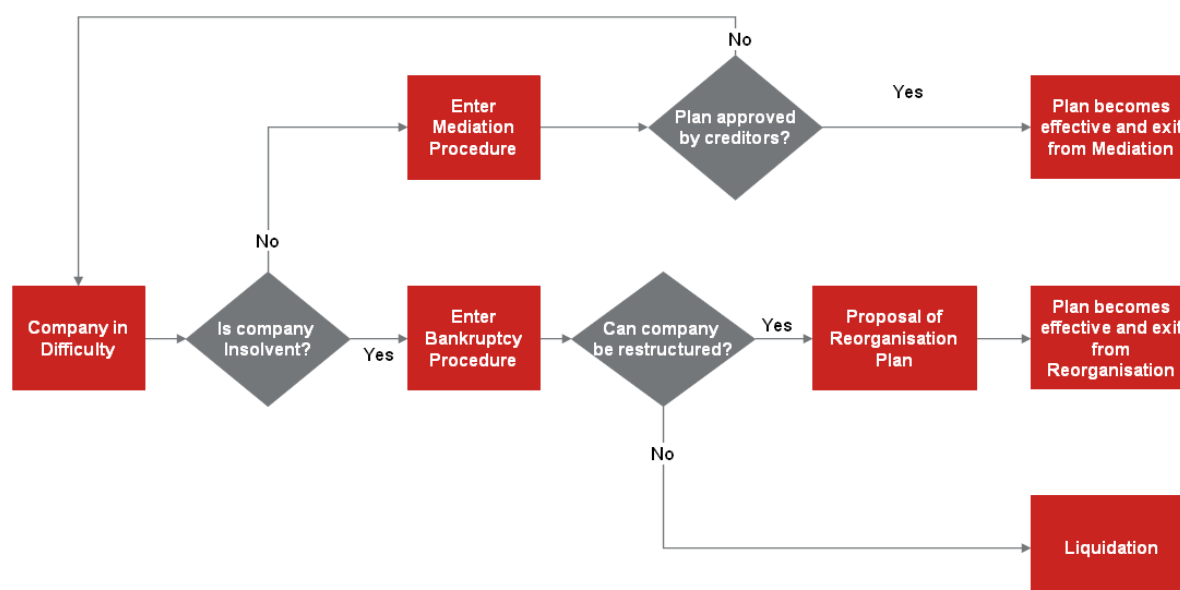 No
Enter
Mediation
Procedure
Plan approved
by creditors?
Yes
Plan becomes
effective and exit
from Mediation
No
Company in
Difficulty
Is company
Insolvent?
Yes
Enter
Bankruptcy
Procedure
Can company
be restructured?
Yes
Proposal of
Reorganisation
Plan
Plan becomes
effective and exit
from
Reorganisation
No
Liquidation